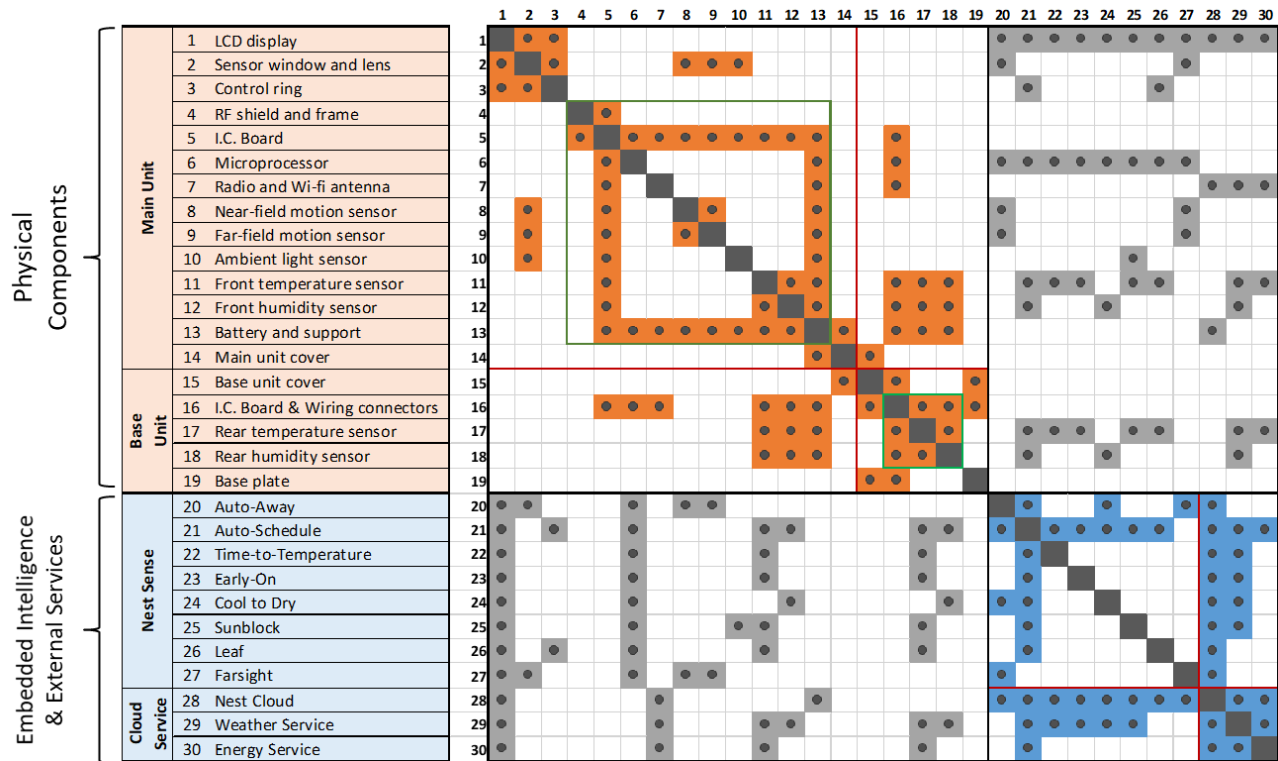 1 2 3 4 5 6 7 8 9 10 11 12 13 14 15 16 17 18 19 20 21 22 23 24 25 26 27 28 29 30
Physical
Components
Main Unit
1 LCD display 1
2 Sensor window and lens 2
3 Control ring 3
4 RF shield and frame 4
5 I.C. Board 5
6 Microprocessor 6
7 Radio and Wi-fi antenna 7
8 Near-field motion sensor 8
9 Far-field motion sensor 9
10 Ambient light sensor 10
11 Front temperature sensor 11
12 Front humidity sensor 12
13 Battery and support 13
14 Main unit cover 14
Base
Unit
15 Base unit cover 15
16 I.C. Board & Wiring connectors 16
17 Rear temperature sensor 17
18 Rear humidity sensor 18
19 Base plate 19
Embedded Intelligence
& External Services
Nest Sense
20 Auto-Away 20
21 Auto-Schedule 21
22 Time-to-Temperature 22
23 Early-On 23
24 Cool to Dry 24
25 Sunblock 25
26 Leaf 26
27 Farsight 27
Cloud
Service
28 Nest Cloud 28
29 Weather Service 29
30 Energy Service 30